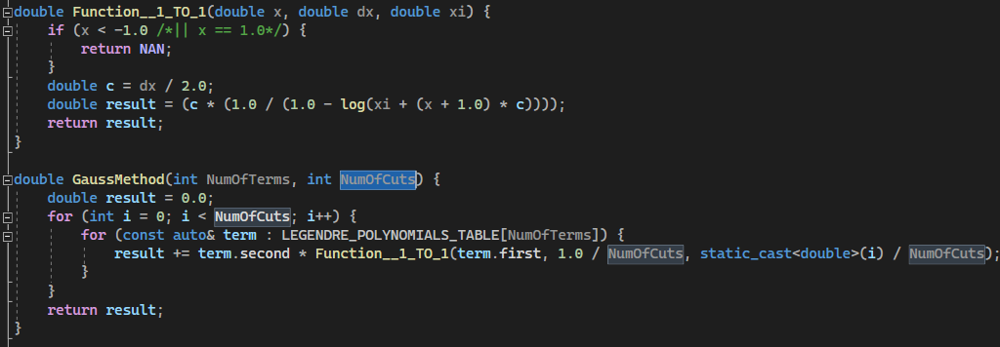 double Function__1_TO_1(double x, double dx, double xi) {
    if (x < -1.0 /*|| x == 1.0*/) {
        return NAN;
    }
    double c = dx / 2.0;
    double result = (c * (1.0 / (1.0 - log(xi + (x + 1.0) * c))));
    return result;
}
double GaussMethod(int NumOfTerms, int NumOfCuts) {
    double result = 0.0;
    for (int i = 0; i < NumOfCuts; i++) {
        for (const auto& term : LEGENDRE_POLYNOMIALS_TABLE[NumOfTerms]) {
            result += term.second * Function__1_TO_1(term.first, 1.0 / NumOfCuts, static_cast<double>(i) / NumOfCuts);
        }
    }
    return result;
}